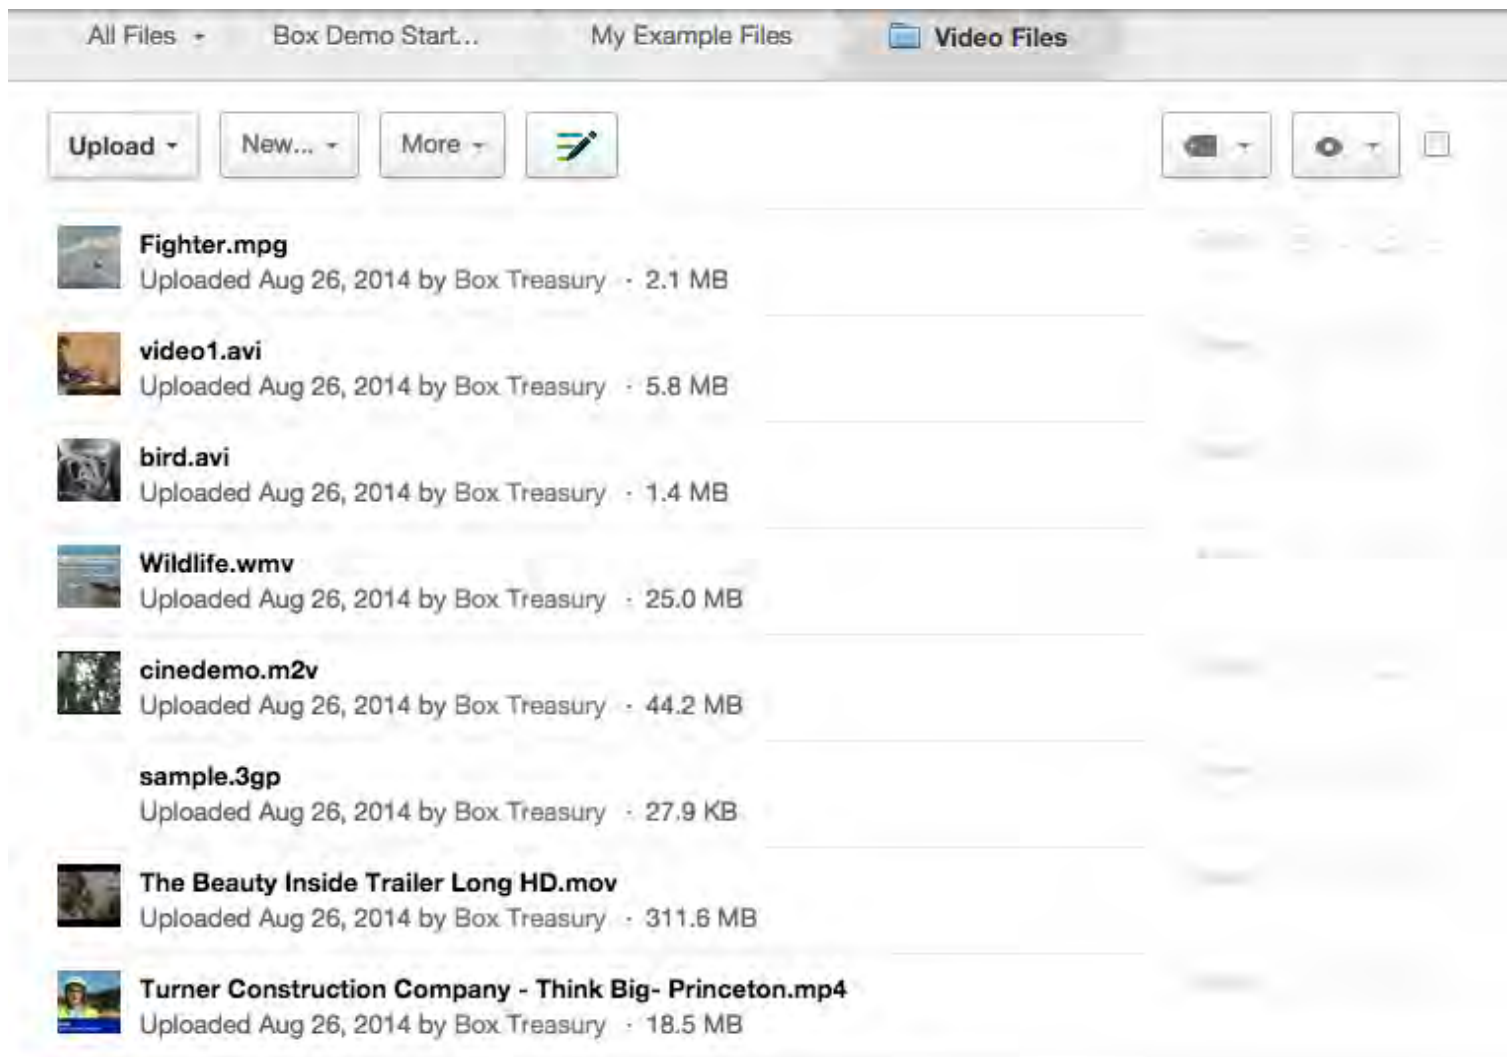 All Files Box Demo Start... My Example Files Video Files
Upload New... More
Fighter.mpg
Uploaded Aug 26, 2014 by Box Treasury · 2.1 MB
video1.avi
Uploaded Aug 26, 2014 by Box Treasury · 5.8 MB
bird.avi
Uploaded Aug 26, 2014 by Box Treasury · 1.4 MB
Wildlife.wmv
Uploaded Aug 26, 2014 by Box Treasury · 25.0 MB
cinedemo.m2v
Uploaded Aug 26, 2014 by Box Treasury · 44.2 MB
sample.3gp
Uploaded Aug 26, 2014 by Box Treasury · 27.9 KB
The Beauty Inside Trailer Long HD.mov
Uploaded Aug 26, 2014 by Box Treasury · 311.6 MB
Turner Construction Company - Think Big- Princeton.mp4
Uploaded Aug 26, 2014 by Box Treasury · 18.5 MB